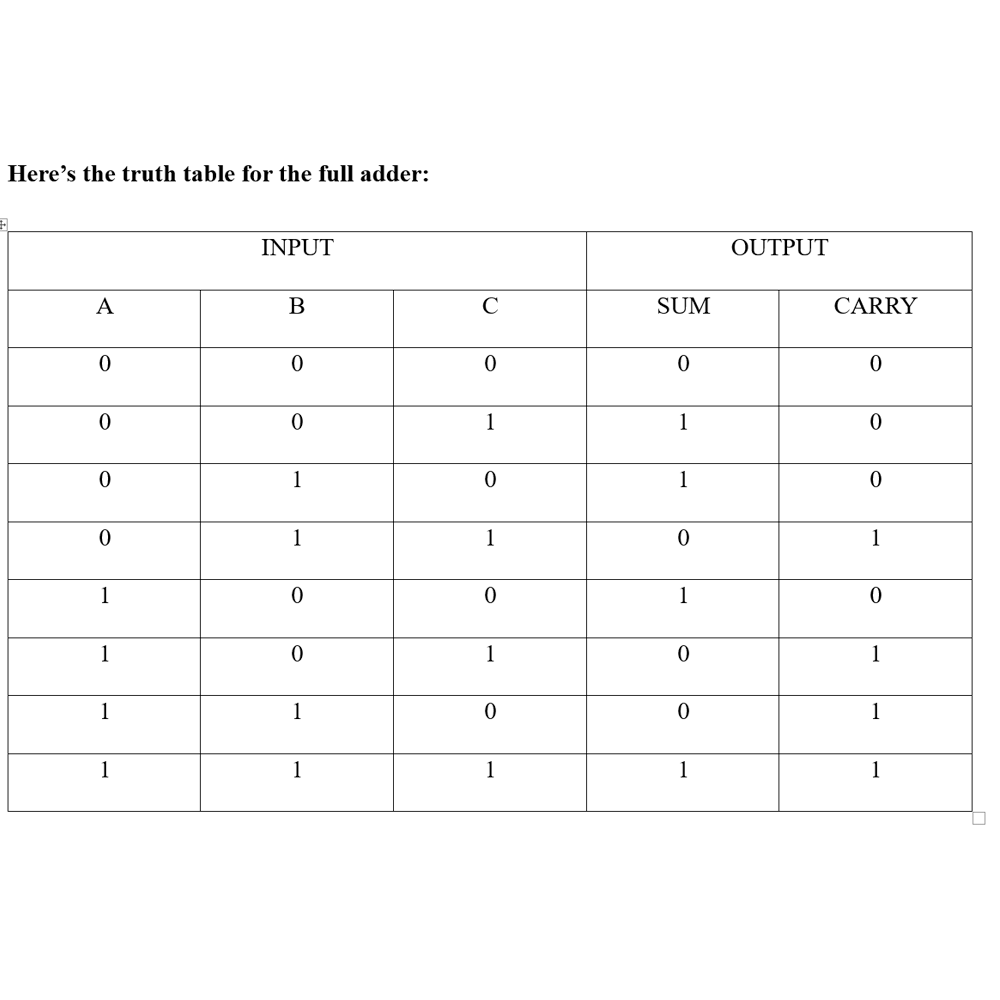 Here’s the truth table for the full adder:
INPUT OUTPUT
A B C SUM CARRY
0 0 0 0 0
0 0 1 1 0
0 1 0 1 0
0 1 1 0 1
1 0 0 1 0
1 0 1 0 1
1 1 0 0 1
1 1 1 1 1